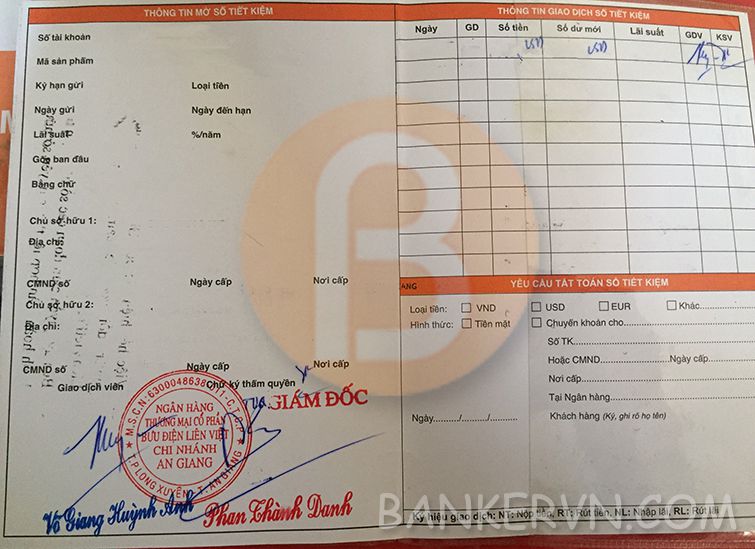 THÔNG TIN MỞ SỔ TIẾT KIỆM
Số tài khoản
Mã sản phẩm
Kỳ hạn gửi Loại tiền
Ngày gửi Ngày đến hạn
Lãi suất %/năm
Gốc ban đầu
Bằng chữ
Chủ sở hữu 1:
Địa chỉ:
CMND số Ngày cấp Nơi cấp
Chủ sở hữu 2:
Địa chỉ:
CMND số Ngày cấp Nơi cấp
Giao dịch viên Chữ ký thẩm quyền
GIÁM ĐỐC
NGÂN HÀNG
THƯƠNG MẠI CỔ PHẦN
BƯU ĐIỆN LIÊN VIỆT
CHI NHÁNH
AN GIANG
T.P LONG XUYÊN - T. AN GIANG
Võ Giang Huỳnh Anh
Phan Thành Danh
THÔNG TIN GIAO DỊCH SỔ TIẾT KIỆM
Ngày GD Số tiền Số dư mới Lãi suất GDV KSV
USD USD
ANG
YÊU CẦU TẤT TOÁN SỔ TIẾT KIỆM
Loại tiền: VND USD EUR Khác
Hình thức: Tiền mặt Chuyển khoản cho
Số TK
Hoặc CMND Ngày cấp
Nơi cấp
Tại Ngân hàng
Ngày......./......./....... Khách hàng (Ký, ghi rõ họ tên)
BANKERVN.COM
Ký hiệu giao dịch: NT: Nộp tiền, RT: Rút tiền, NL: Nhập lãi, RL: Rút lãi